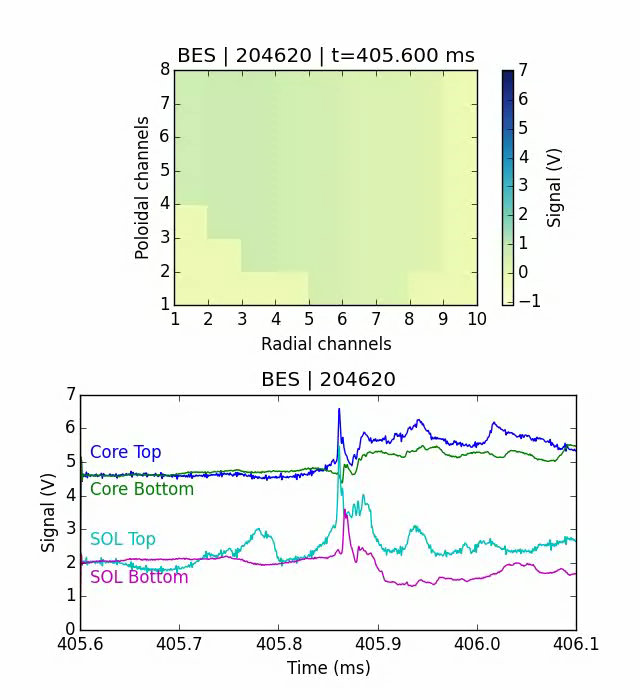 BES | 204620 | t=405.600 ms
8
7
6
5
4
3
2
1
Poloidal channels
1 2 3 4 5 6 7 8 9 10
Radial channels
7
6
5
4
3
2
1
0
−1
Signal (V)
BES | 204620
7
6
5
4
3
2
1
0
Signal (V)
Core Top
Core Bottom
SOL Top
SOL Bottom
405.6 405.7 405.8 405.9 406.0 406.1
Time (ms)